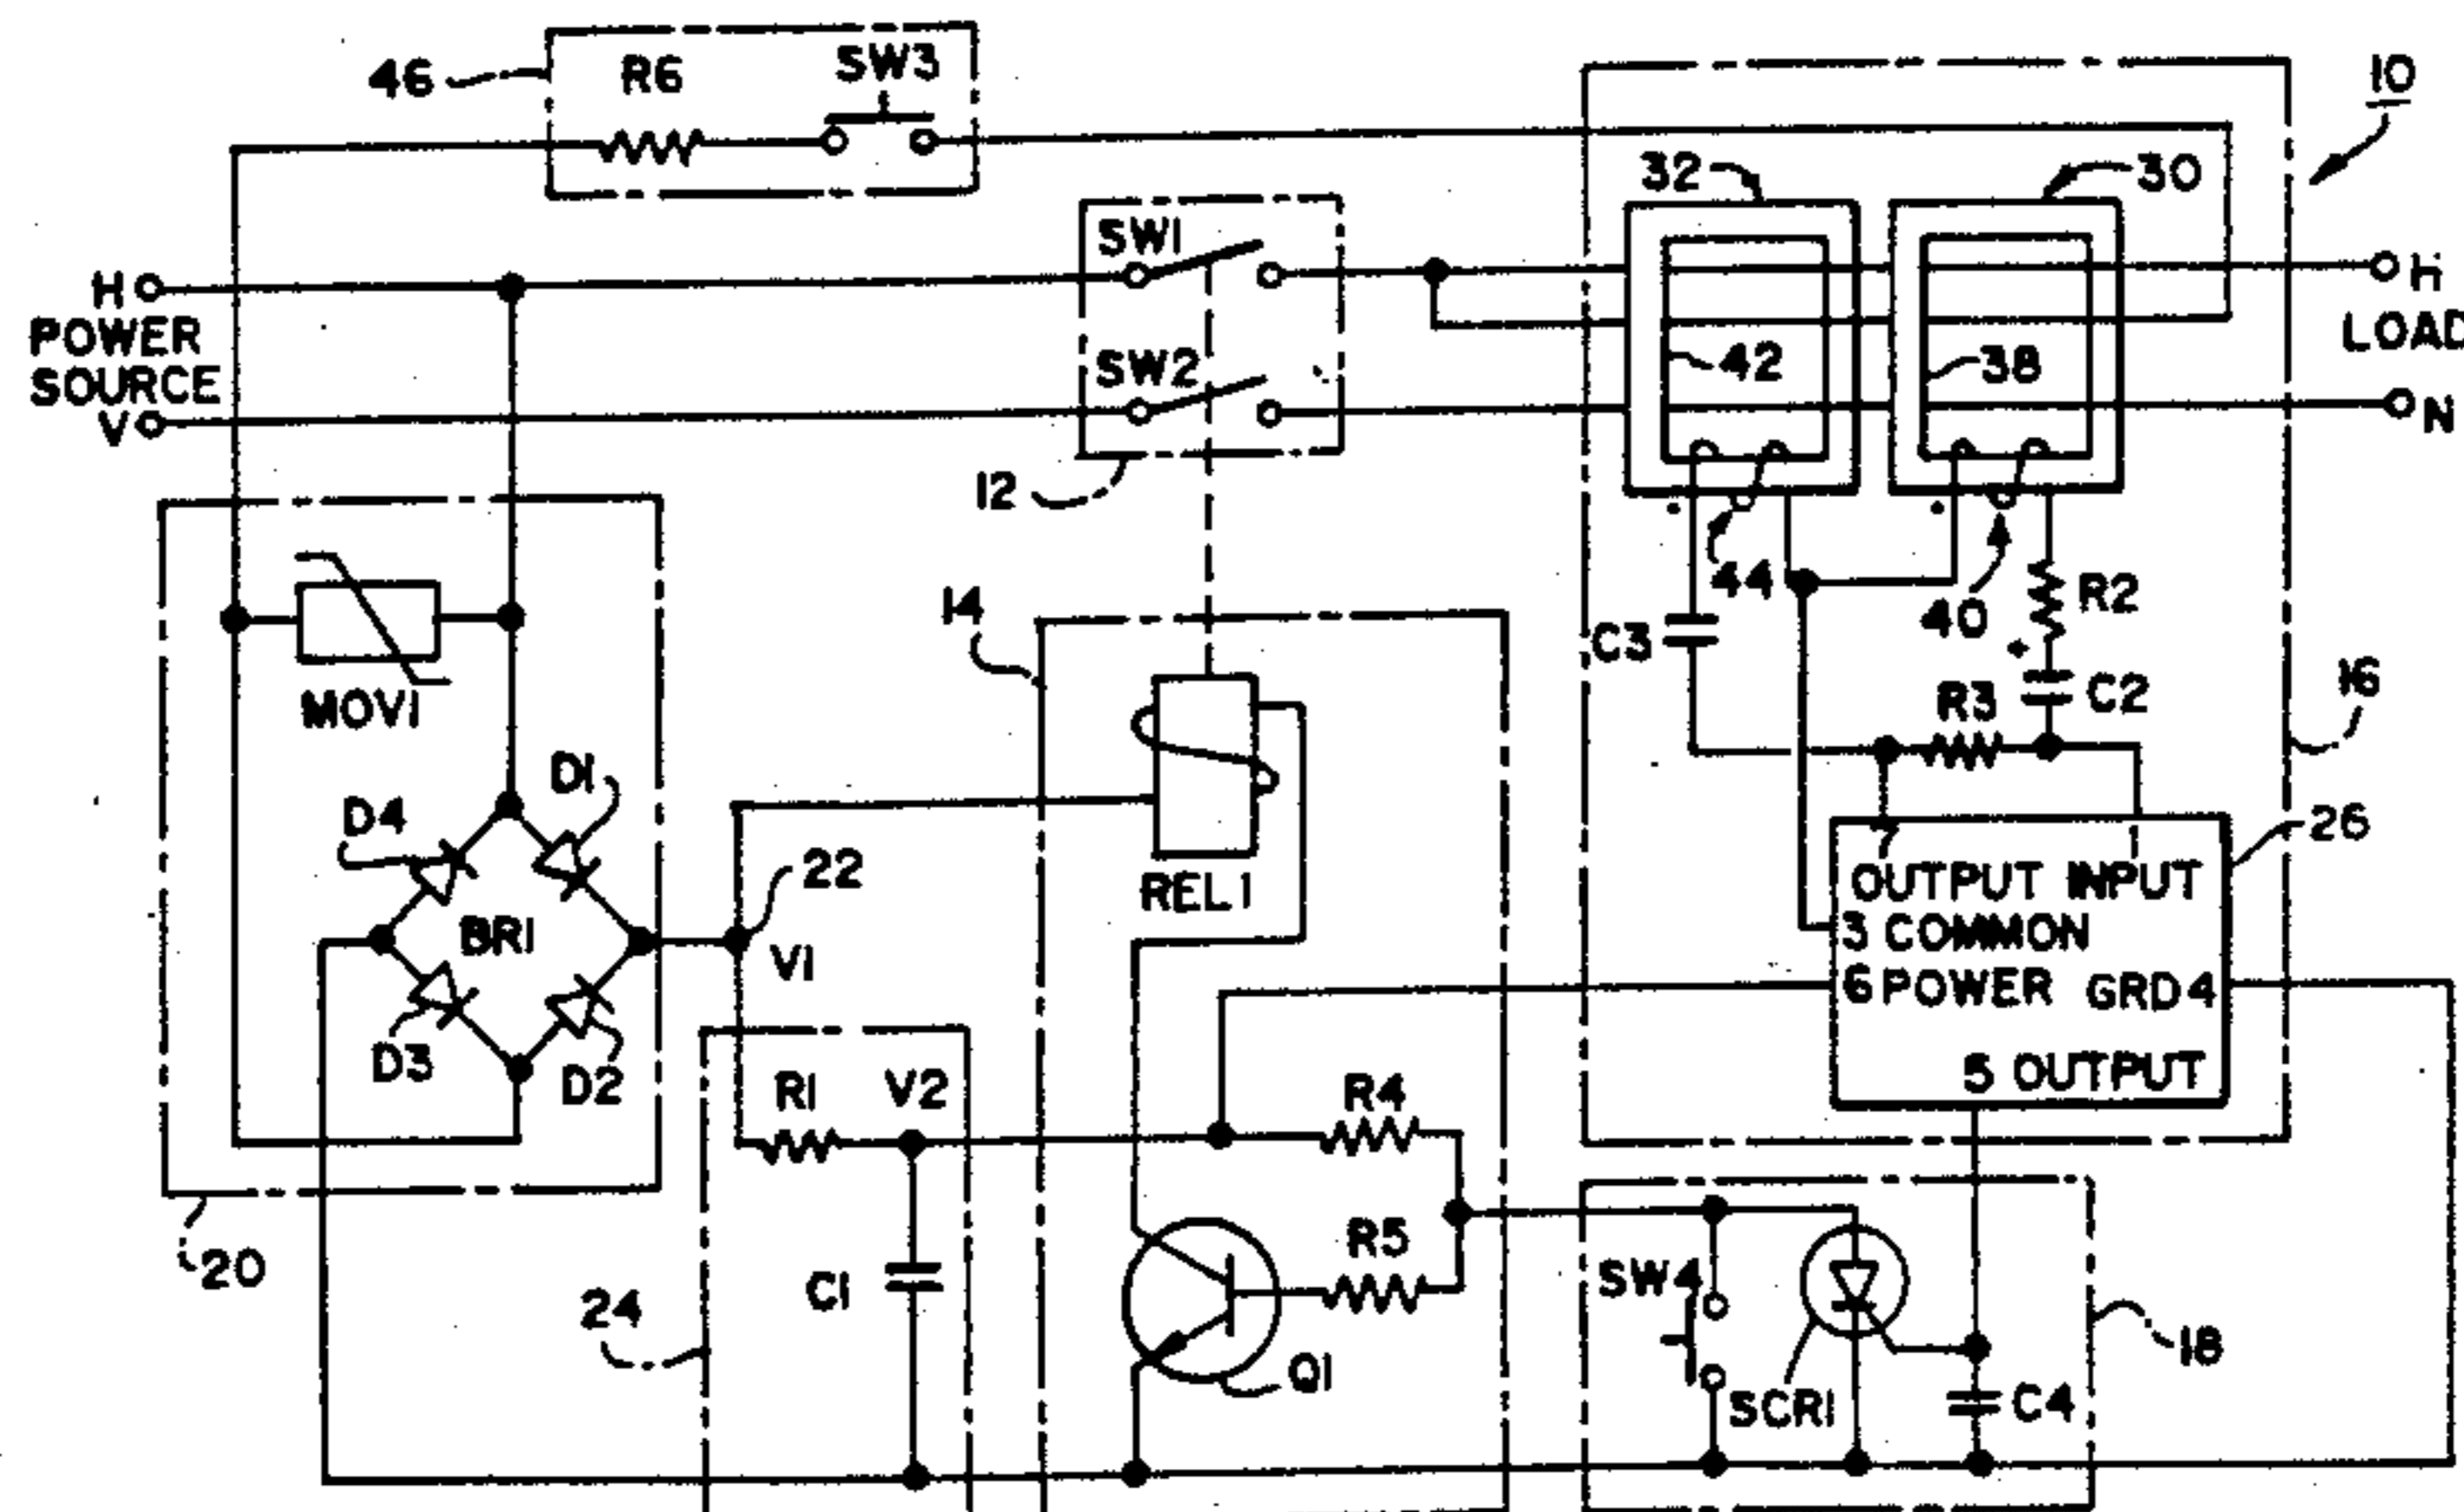 46
R6
SW3
10
32
30
H
POWER
SOURCE
V
SW1
SW2
12
42
38
H
LOAD
N
44
40
R2
C3
R3
C2
16
14
MOV1
D1
D4
BR1
D3
D2
22
V1
REL1
26
7
1
OUTPUT INPUT
3 COMMON
6 POWER GRD 4
5 OUTPUT
R1
V2
R4
R5
20
24
C1
Q1
SW4
SCR1
C4
18